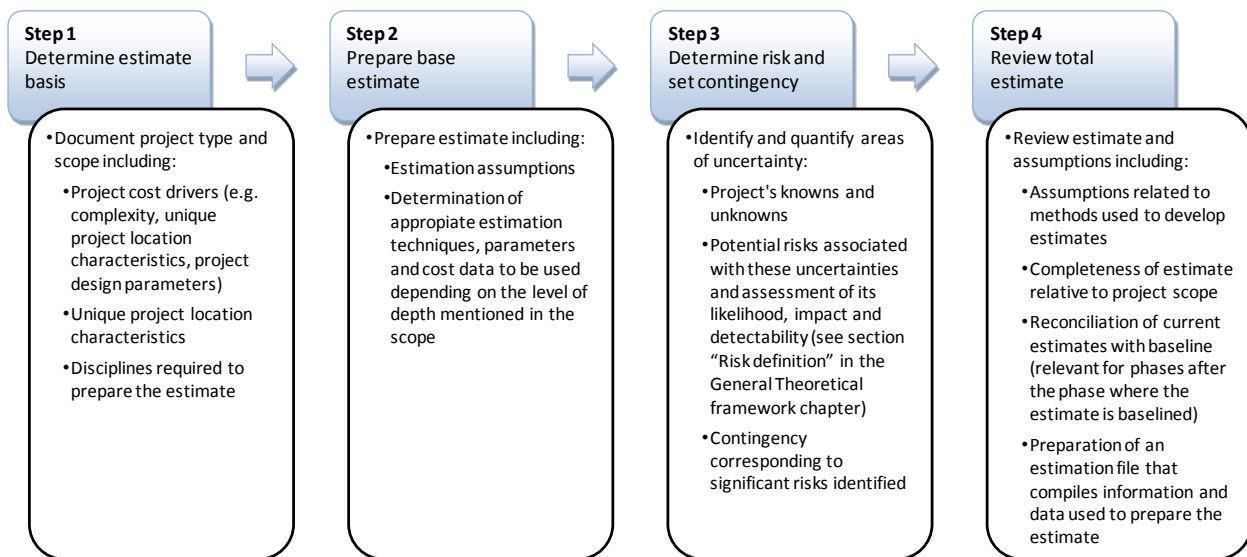 Step 1
Determine estimate
basis
•Document project type and
scope including:
•Project cost drivers (e.g.
complexity, unique
project location
characteristics, project
design parameters)
•Unique project location
characteristics
•Disciplines required to
prepare the estimate
Step 2
Prepare base
estimate
•Prepare estimate including:
•Estimation assumptions
•Determination of
appropiate estimation
techniques, parameters
and cost data to be used
depending on the level of
depth mentioned in the
scope
Step 3
Determine risk and
set contingency
•Identify and quantify areas
of uncertainty:
•Project's knowns and
unknowns
•Potential risks associated
with these uncertainties
and assessment of its
likelihood, impact and
detectability (see section
“Risk definition” in the
General Theoretical
framework chapter)
•Contingency
corresponding to
significant risks identified
Step 4
Review total
estimate
•Review estimate and
assumptions including:
•Assumptions related to
methods used to develop
estimates
•Completeness of estimate
relative to project scope
•Reconciliation of current
estimates with baseline
(relevant for phases after
the phase where the
estimate is baselined)
•Preparation of an
estimation file that
compiles information and
data used to prepare the
estimate